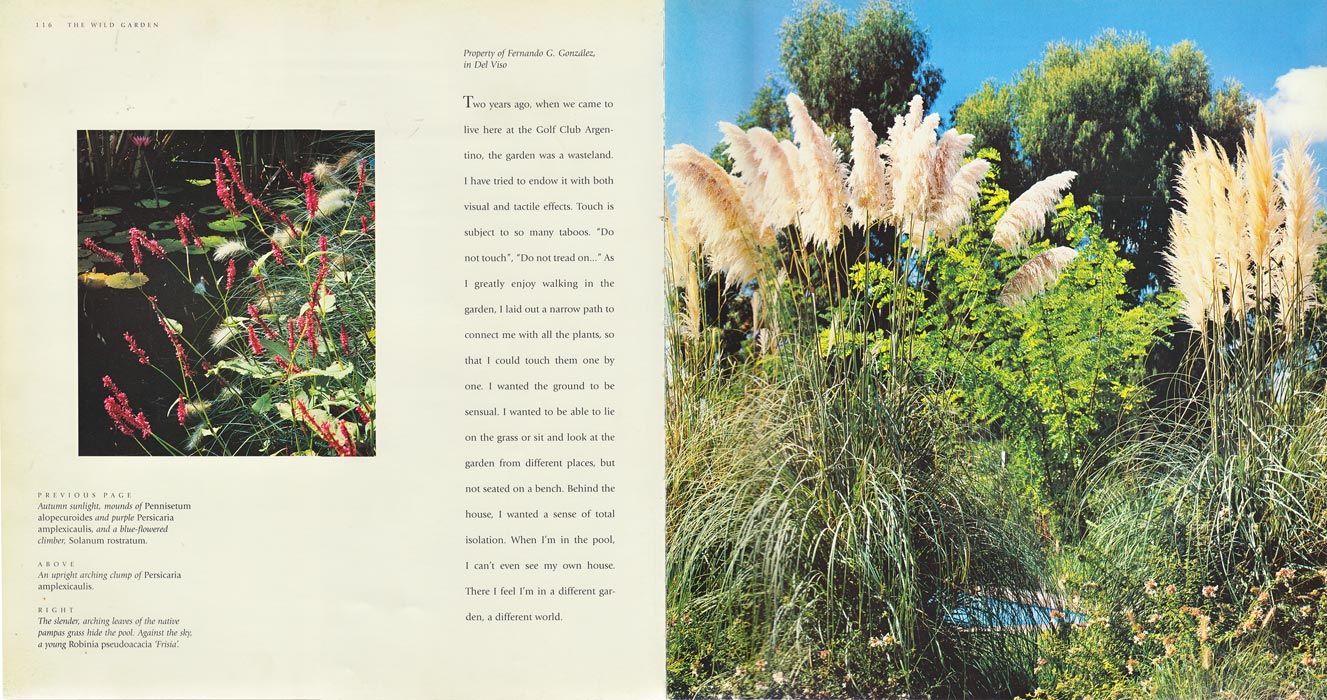 116 THE WILD GARDEN
Property of Fernando G. González,
in Del Viso
Two years ago, when we came to
live here at the Golf Club Argen-
tino, the garden was a wasteland.
I have tried to endow it with both
visual and tactile effects. Touch is
subject to so many taboos. "Do
not touch", "Do not tread on..." As
I greatly enjoy walking in the
garden, I laid out a narrow path to
connect me with all the plants, so
that I could touch them one by
one. I wanted the ground to be
sensual. I wanted to be able to lie
on the grass or sit and look at the
garden from different places, but
not seated on a bench. Behind the
house, I wanted a sense of total
isolation. When I'm in the pool,
I can't even see my own house.
There I feel I'm in a different gar-
den, a different world.
PREVIOUS PAGE
Autumn sunlight, mounds of Pennisetum
alopecuroides and purple Persicaria
amplexicaulis, and a blue-flowered
climber, Solanum rostratum.
ABOVE
An upright arching clump of Persicaria
amplexicaulis.
RIGHT
The slender, arching leaves of the native
pampas grass hide the pool. Against the sky,
a young Robinia pseudoacacia 'Frisia'.